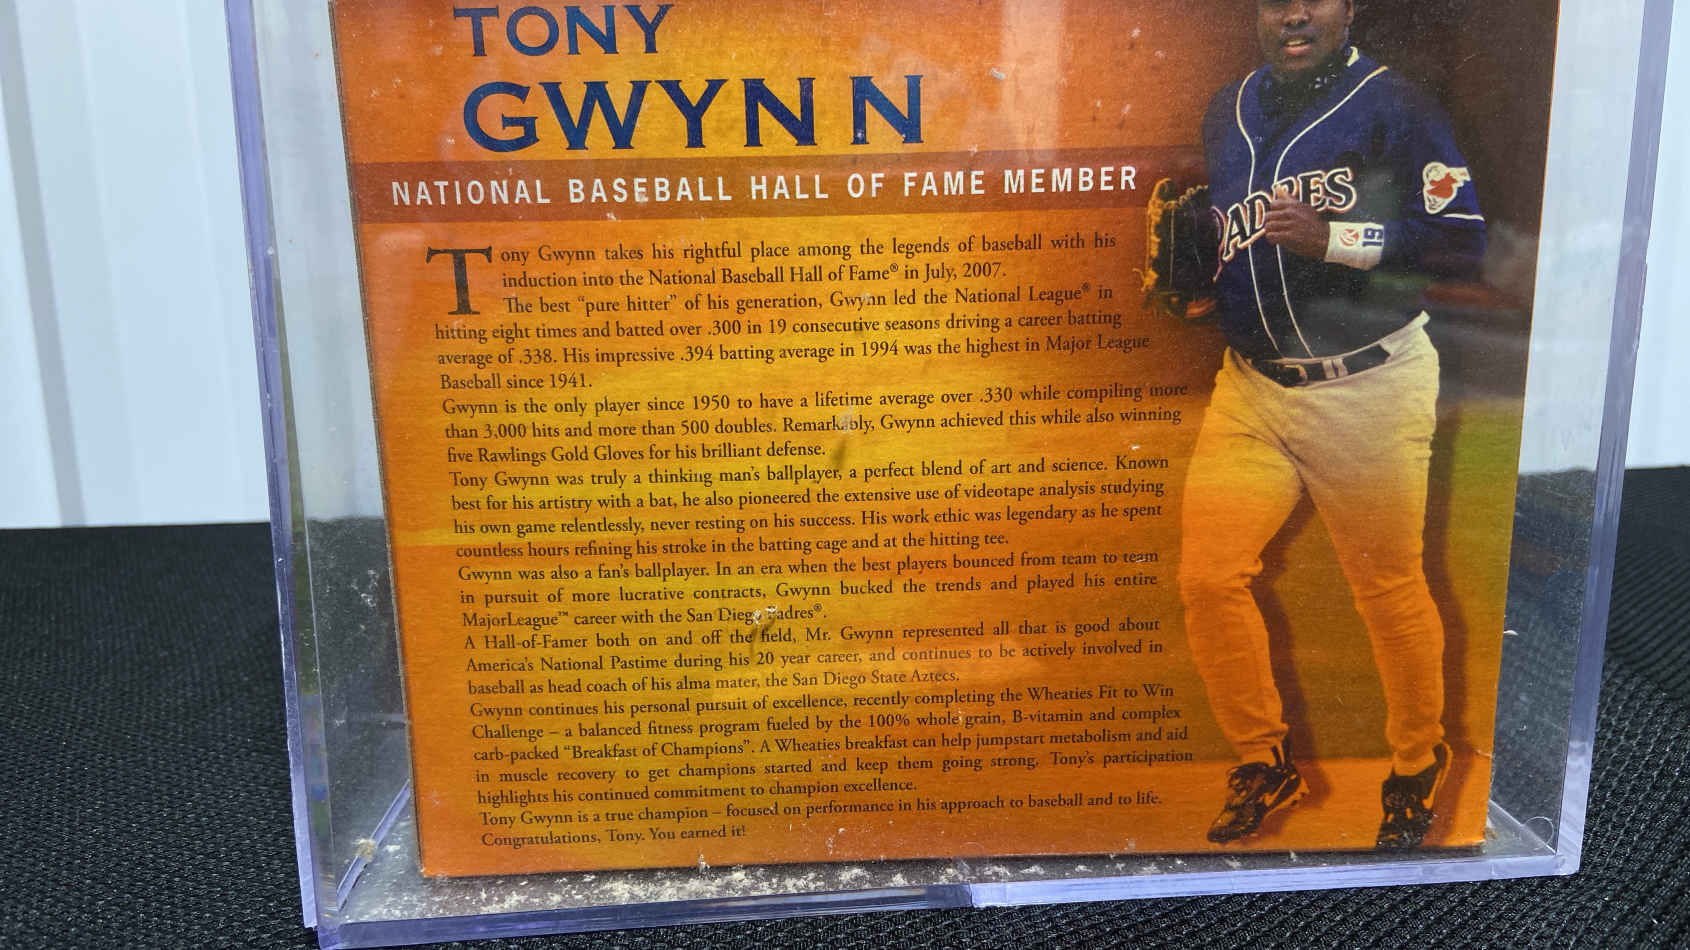 TONY
GWYNN
NATIONAL BASEBALL HALL OF FAME MEMBER
PADRES
19
Tony Gwynn takes his rightful place among the legends of baseball with his
induction into the National Baseball Hall of Fame® in July, 2007.
The best “pure hitter” of his generation, Gwynn led the National League® in
hitting eight times and batted over .300 in 19 consecutive seasons driving a career batting
average of .338. His impressive .394 batting average in 1994 was the highest in Major League
Baseball since 1941.
Gwynn is the only player since 1950 to have a lifetime average over .330 while compiling more
than 3,000 hits and more than 500 doubles. Remarkably, Gwynn achieved this while also winning
five Rawlings Gold Gloves for his brilliant defense.
Tony Gwynn was truly a thinking man's ballplayer, a perfect blend of art and science. Known
best for his artistry with a bat, he also pioneered the extensive use of videotape analysis studying
his own game relentlessly, never resting on his success. His work ethic was legendary as he spent
countless hours refining his stroke in the batting cage and at the hitting tee.
Gwynn was also a fan's ballplayer. In an era when the best players bounced from team to team
in pursuit of more lucrative contracts, Gwynn bucked the trends and played his entire
MajorLeague™ career with the San Diego Padres®.
A Hall-of-Famer both on and off the field, Mr. Gwynn represented all that is good about
America's National Pastime during his 20 year career, and continues to be actively involved in
baseball as head coach of his alma mater, the San Diego State Aztecs.
Gwynn continues his personal pursuit of excellence, recently completing the Wheaties Fit to Win
Challenge – a balanced fitness program fueled by the 100% whole grain, B-vitamin and complex
carb-packed “Breakfast of Champions”. A Wheaties breakfast can help jumpstart metabolism and aid
in muscle recovery to get champions started and keep them going strong. Tony's participation
highlights his continued commitment to champion excellence.
Tony Gwynn is a true champion – focused on performance in his approach to baseball and to life.
Congratulations, Tony. You earned it!